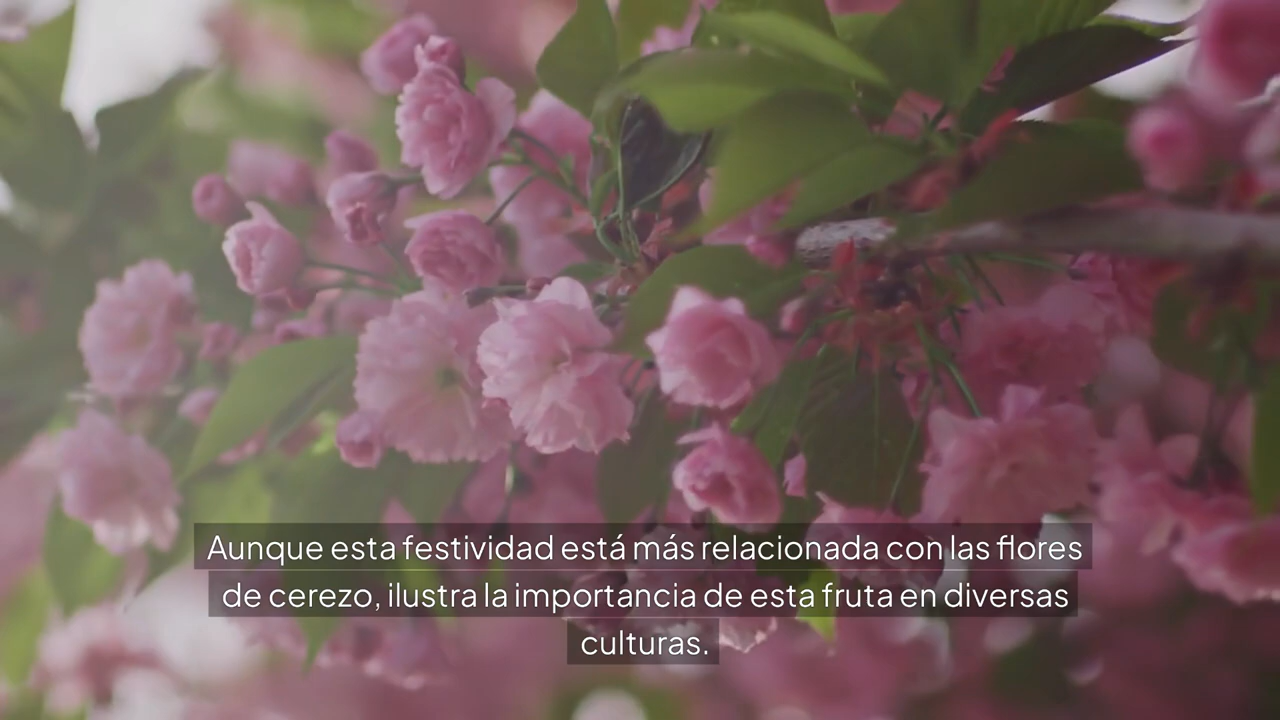 Aunque esta festividad está más relacionada con las flores
de cerezo, ilustra la importancia de esta fruta en diversas
culturas.